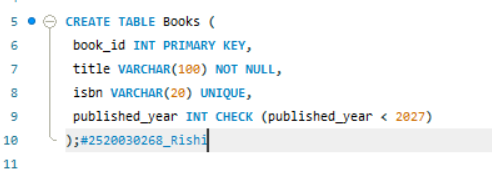 5 CREATE TABLE Books (
6 book_id INT PRIMARY KEY,
7 title VARCHAR(100) NOT NULL,
8 isbn VARCHAR(20) UNIQUE,
9 published_year INT CHECK (published_year < 2027)
10 );#2520030268_Rishi
11